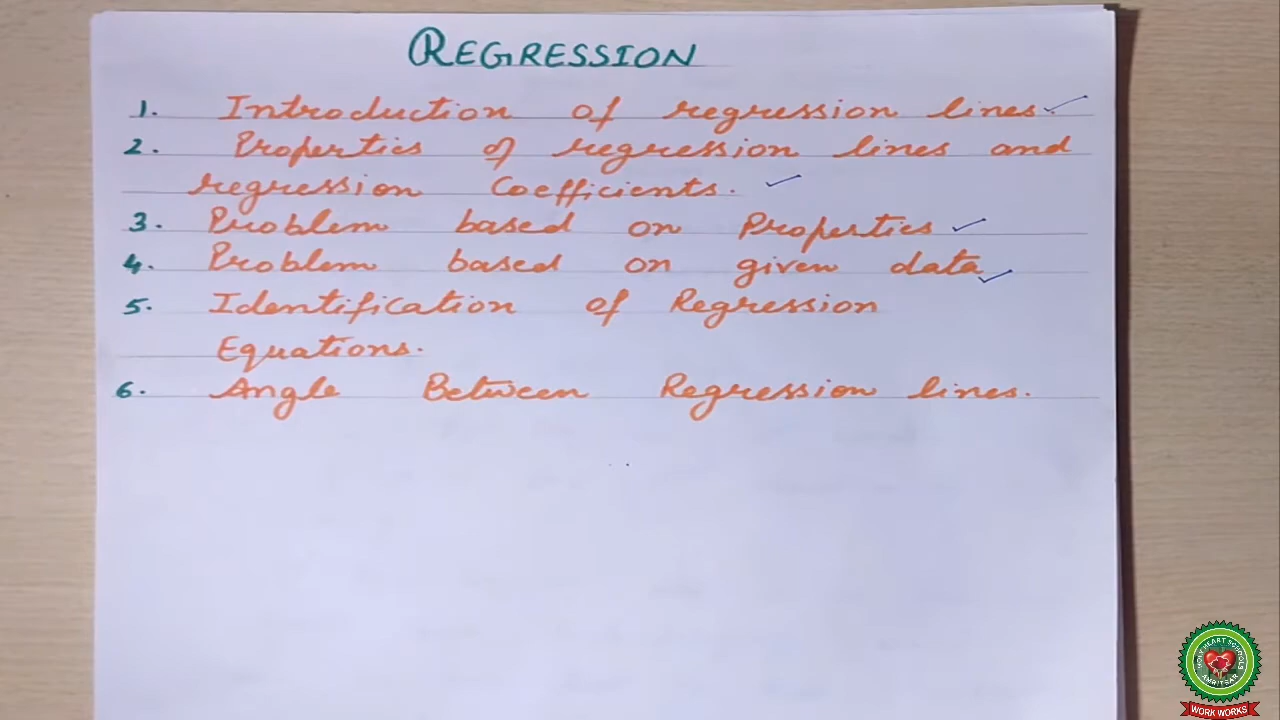 REGRESSION
1. Introduction of regression lines.
2. Properties of regression lines and
regression Coefficients.
3. Problem based on Properties
4. Problem based on given data
5. Identification of Regression
Equations.
6. Angle Between Regression lines.
WORK WORKS